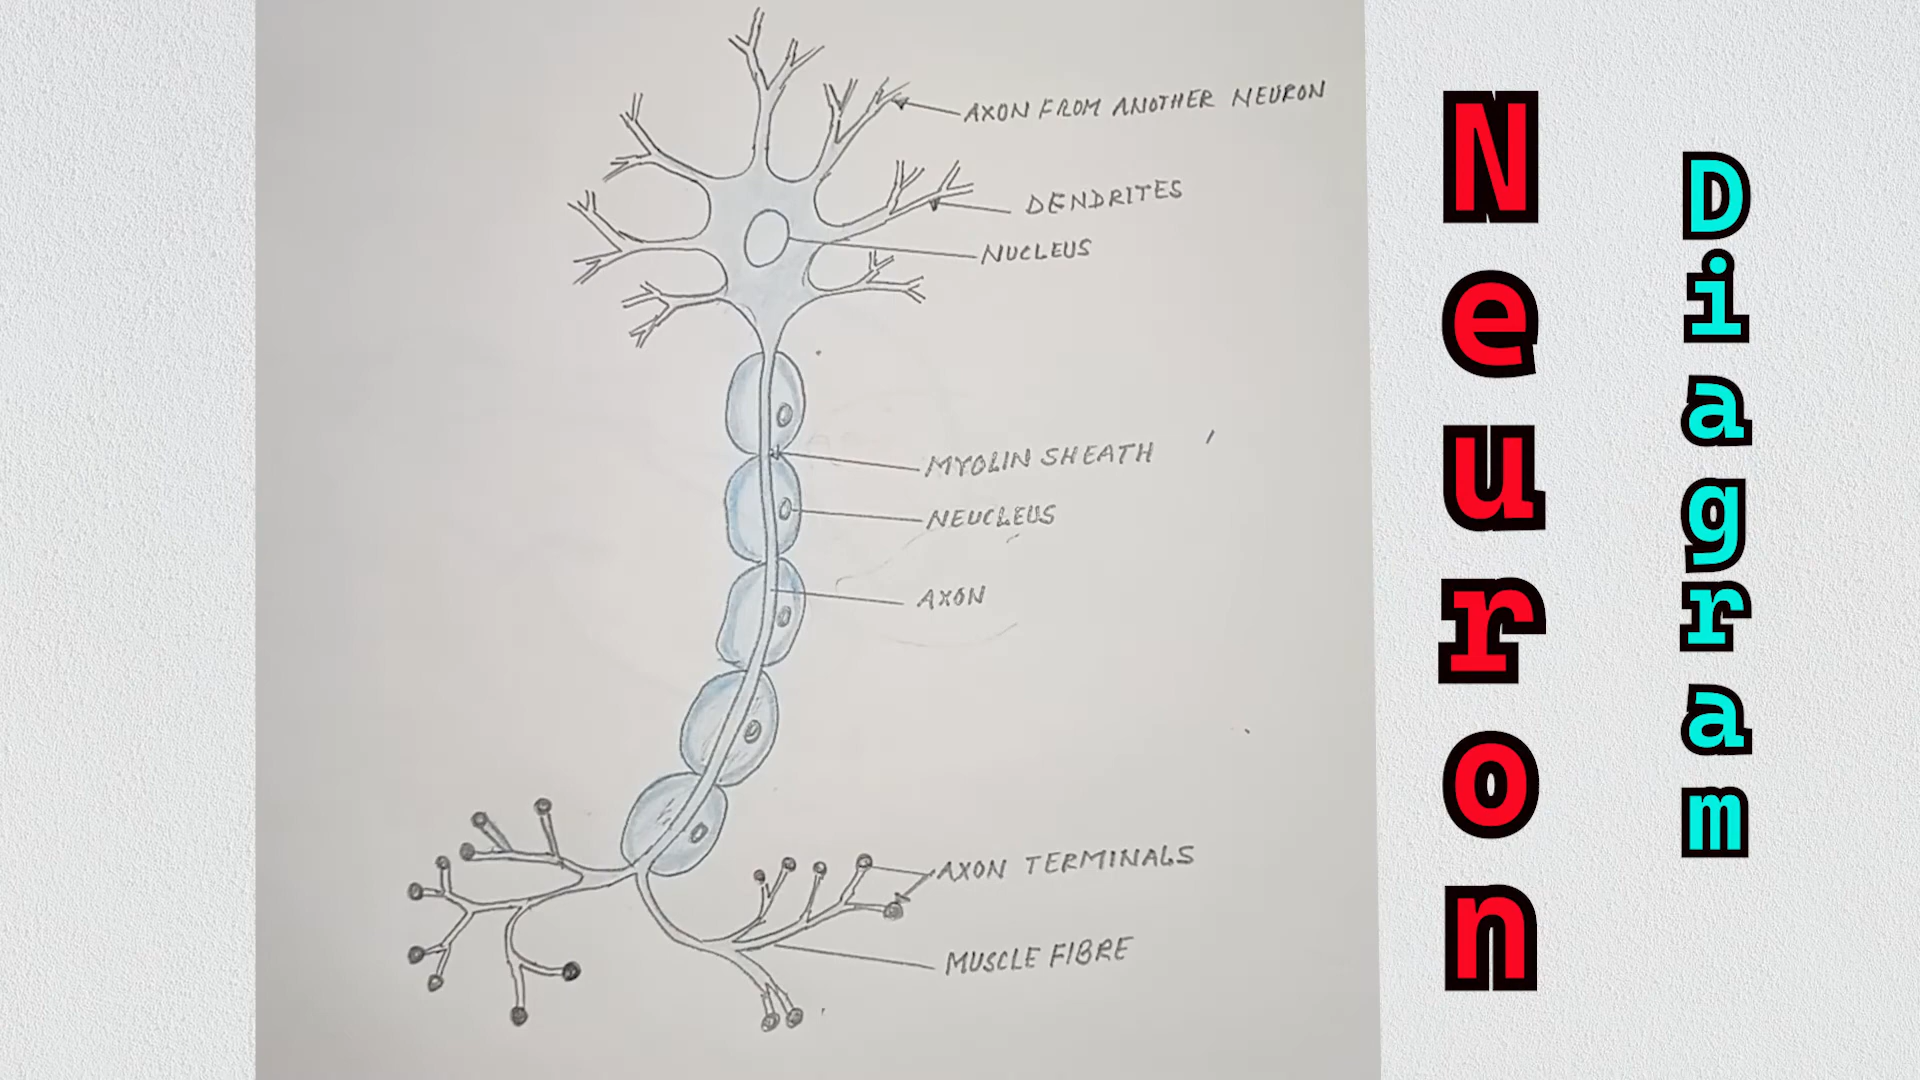 AXON FROM ANOTHER NEURON
DENDRITES
NUCLEUS
MYOLIN SHEATH
NEUCLEUS
AXON
AXON TERMINALS
MUSCLE FIBRE
Neuron
Diagram